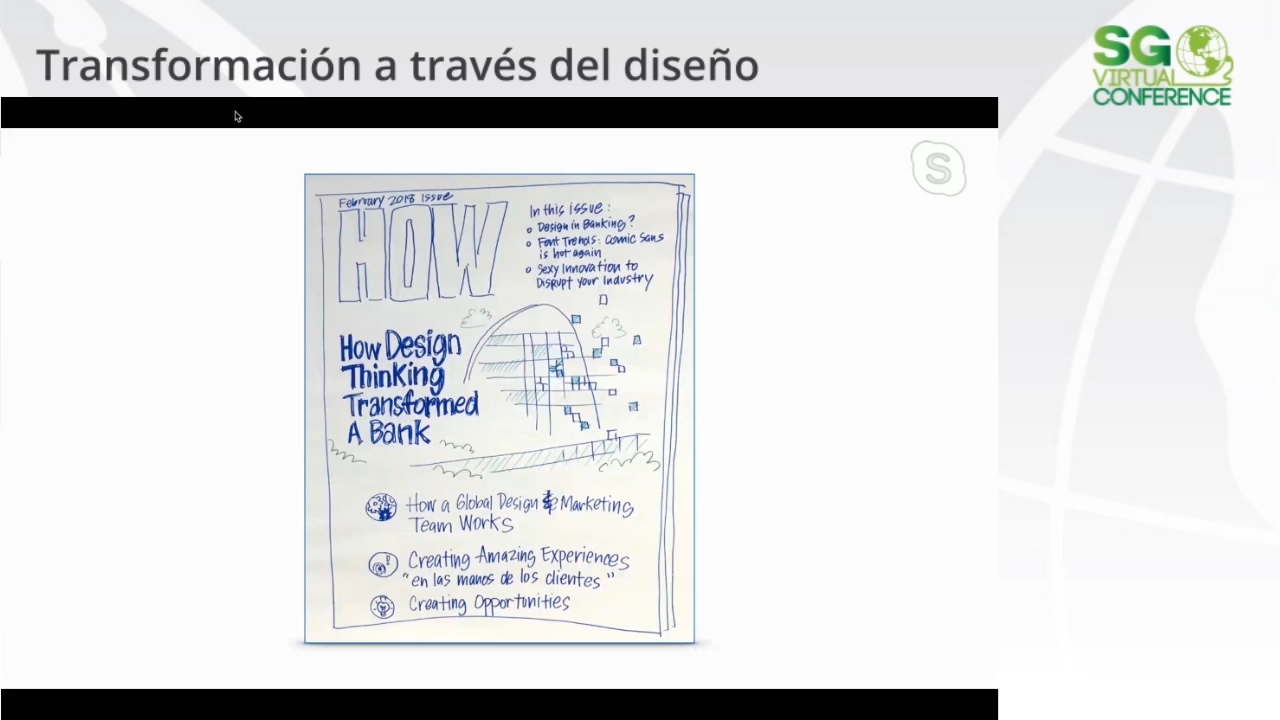 Transformación a través del diseño
SG
VIRTUAL
CONFERENCE
S
February 2018 Issue
HOW
In this issue:
Design in Banking?
Font Trends: Comic Sans
is hot again
Sexy Innovation to
Disrupt your Industry
How Design
Thinking
Transformed
A Bank
How a Global Design & Marketing
Team Works
Creating Amazing Experiences
"en las manos de los clientes"
Creating Opportunities